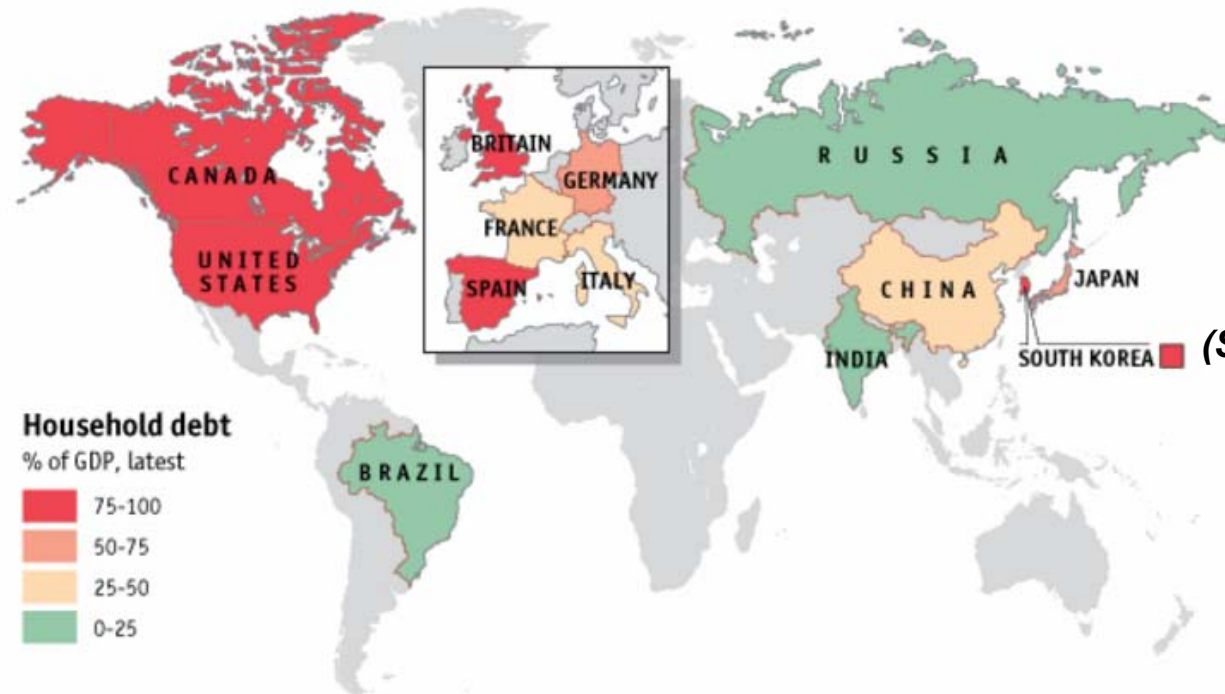 CANADA
UNITED
STATES
BRITAIN
GERMANY
FRANCE
SPAIN
ITALY
RUSSIA
CHINA
JAPAN
INDIA
SOUTH KOREA
(S
BRAZIL
Household debt
% of GDP, latest
75-100
50-75
25-50
0-25